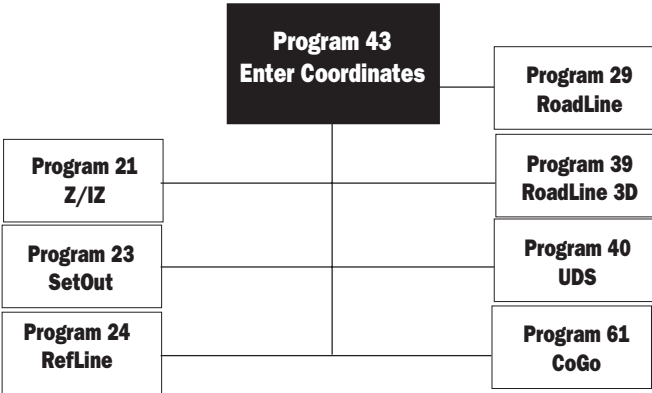 Program 43
Enter Coordinates
Program 29
RoadLine
Program 21
Z/IZ
Program 39
RoadLine 3D
Program 23
SetOut
Program 40
UDS
Program 24
RefLine
Program 61
CoGo